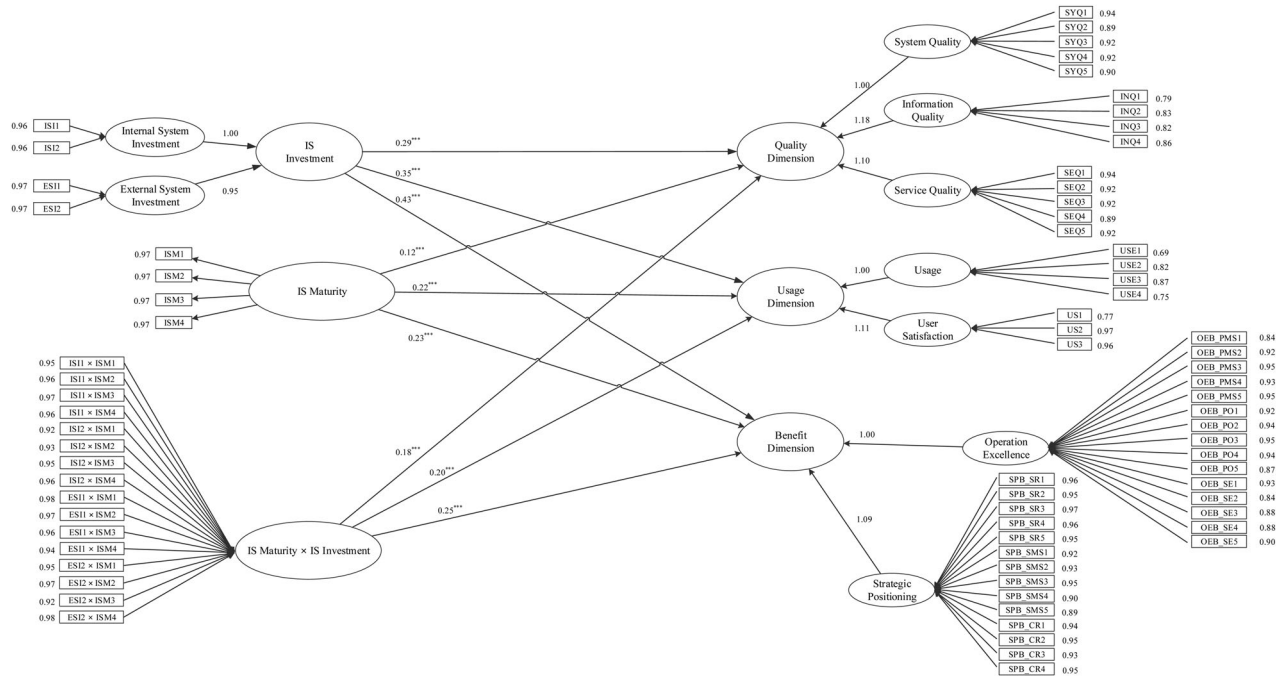 SYQ1 0.94
SYQ2 0.89
SYQ3 0.92
SYQ4 0.92
SYQ5 0.90
System Quality
1.00
INQ1 0.79
INQ2 0.83
INQ3 0.82
INQ4 0.86
Information
Quality
1.18
0.96 ISI1
0.96 ISI2
Internal System
Investment
1.00
IS
Investment
0.29***
0.35***
0.43***
Quality
Dimension
1.10
Service Quality
SEQ1 0.94
SEQ2 0.92
SEQ3 0.92
SEQ4 0.89
SEQ5 0.92
0.97 ESI1
0.97 ESI2
External System
Investment
0.95
0.97 ISM1
0.97 ISM2
0.97 ISM3
0.97 ISM4
IS Maturity
0.12***
0.22***
0.23***
Usage
Dimension
1.00
Usage
USE1 0.69
USE2 0.82
USE3 0.87
USE4 0.75
1.11
User
Satisfaction
US1 0.77
US2 0.97
US3 0.96
0.95 ISI1 × ISM1
0.96 ISI1 × ISM2
0.97 ISI1 × ISM3
0.96 ISI1 × ISM4
0.92 ISI2 × ISM1
0.93 ISI2 × ISM2
0.95 ISI2 × ISM3
0.96 ISI2 × ISM4
0.98 ESI1 × ISM1
0.97 ESI1 × ISM2
0.96 ESI1 × ISM3
0.94 ESI1 × ISM4
0.95 ESI2 × ISM1
0.97 ESI2 × ISM2
0.92 ESI2 × ISM3
0.98 ESI2 × ISM4
IS Maturity × IS Investment
0.18***
0.20***
0.25***
Benefit
Dimension
1.00
Operation
Excellence
OEB_PMS1 0.84
OEB_PMS2 0.92
OEB_PMS3 0.95
OEB_PMS4 0.93
OEB_PMS5 0.95
OEB_PO1 0.92
OEB_PO2 0.94
OEB_PO3 0.95
OEB_PO4 0.94
OEB_PO5 0.87
OEB_SE1 0.93
OEB_SE2 0.84
OEB_SE3 0.88
OEB_SE4 0.88
OEB_SE5 0.90
1.09
Strategic
Positioning
SPB_SR1 0.96
SPB_SR2 0.95
SPB_SR3 0.97
SPB_SR4 0.96
SPB_SR5 0.95
SPB_SMS1 0.92
SPB_SMS2 0.93
SPB_SMS3 0.95
SPB_SMS4 0.90
SPB_SMS5 0.89
SPB_CR1 0.94
SPB_CR2 0.95
SPB_CR3 0.93
SPB_CR4 0.95